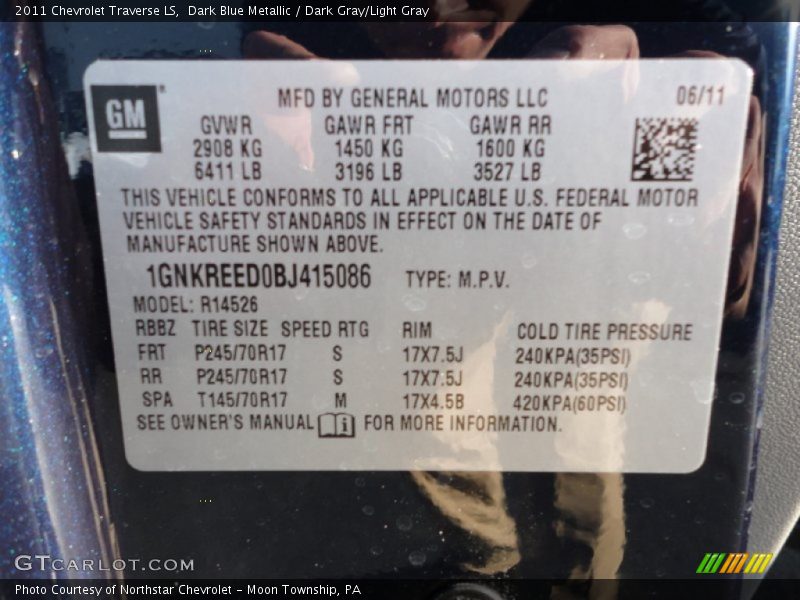 2011 Chevrolet Traverse LS,  Dark Blue Metallic / Dark Gray/Light Gray
GM
MFD BY GENERAL MOTORS LLC 06/11
GVWR GAWR FRT GAWR RR
2908 KG 1450 KG 1600 KG
6411 LB 3196 LB 3527 LB
THIS VEHICLE CONFORMS TO ALL APPLICABLE U.S. FEDERAL MOTOR
VEHICLE SAFETY STANDARDS IN EFFECT ON THE DATE OF
MANUFACTURE SHOWN ABOVE.
1GNKREED0BJ415086 TYPE: M.P.V.
MODEL: R14526
RBBZ TIRE SIZE SPEED RTG RIM COLD TIRE PRESSURE
FRT P245/70R17 S 17X7.5J 240KPA(35PSI)
RR P245/70R17 S 17X7.5J 240KPA(35PSI)
SPA T145/70R17 M 17X4.5B 420KPA(60PSI)
SEE OWNER'S MANUAL i FOR MORE INFORMATION.
GTCARLOT.COM
Photo Courtesy of Northstar Chevrolet - Moon Township, PA